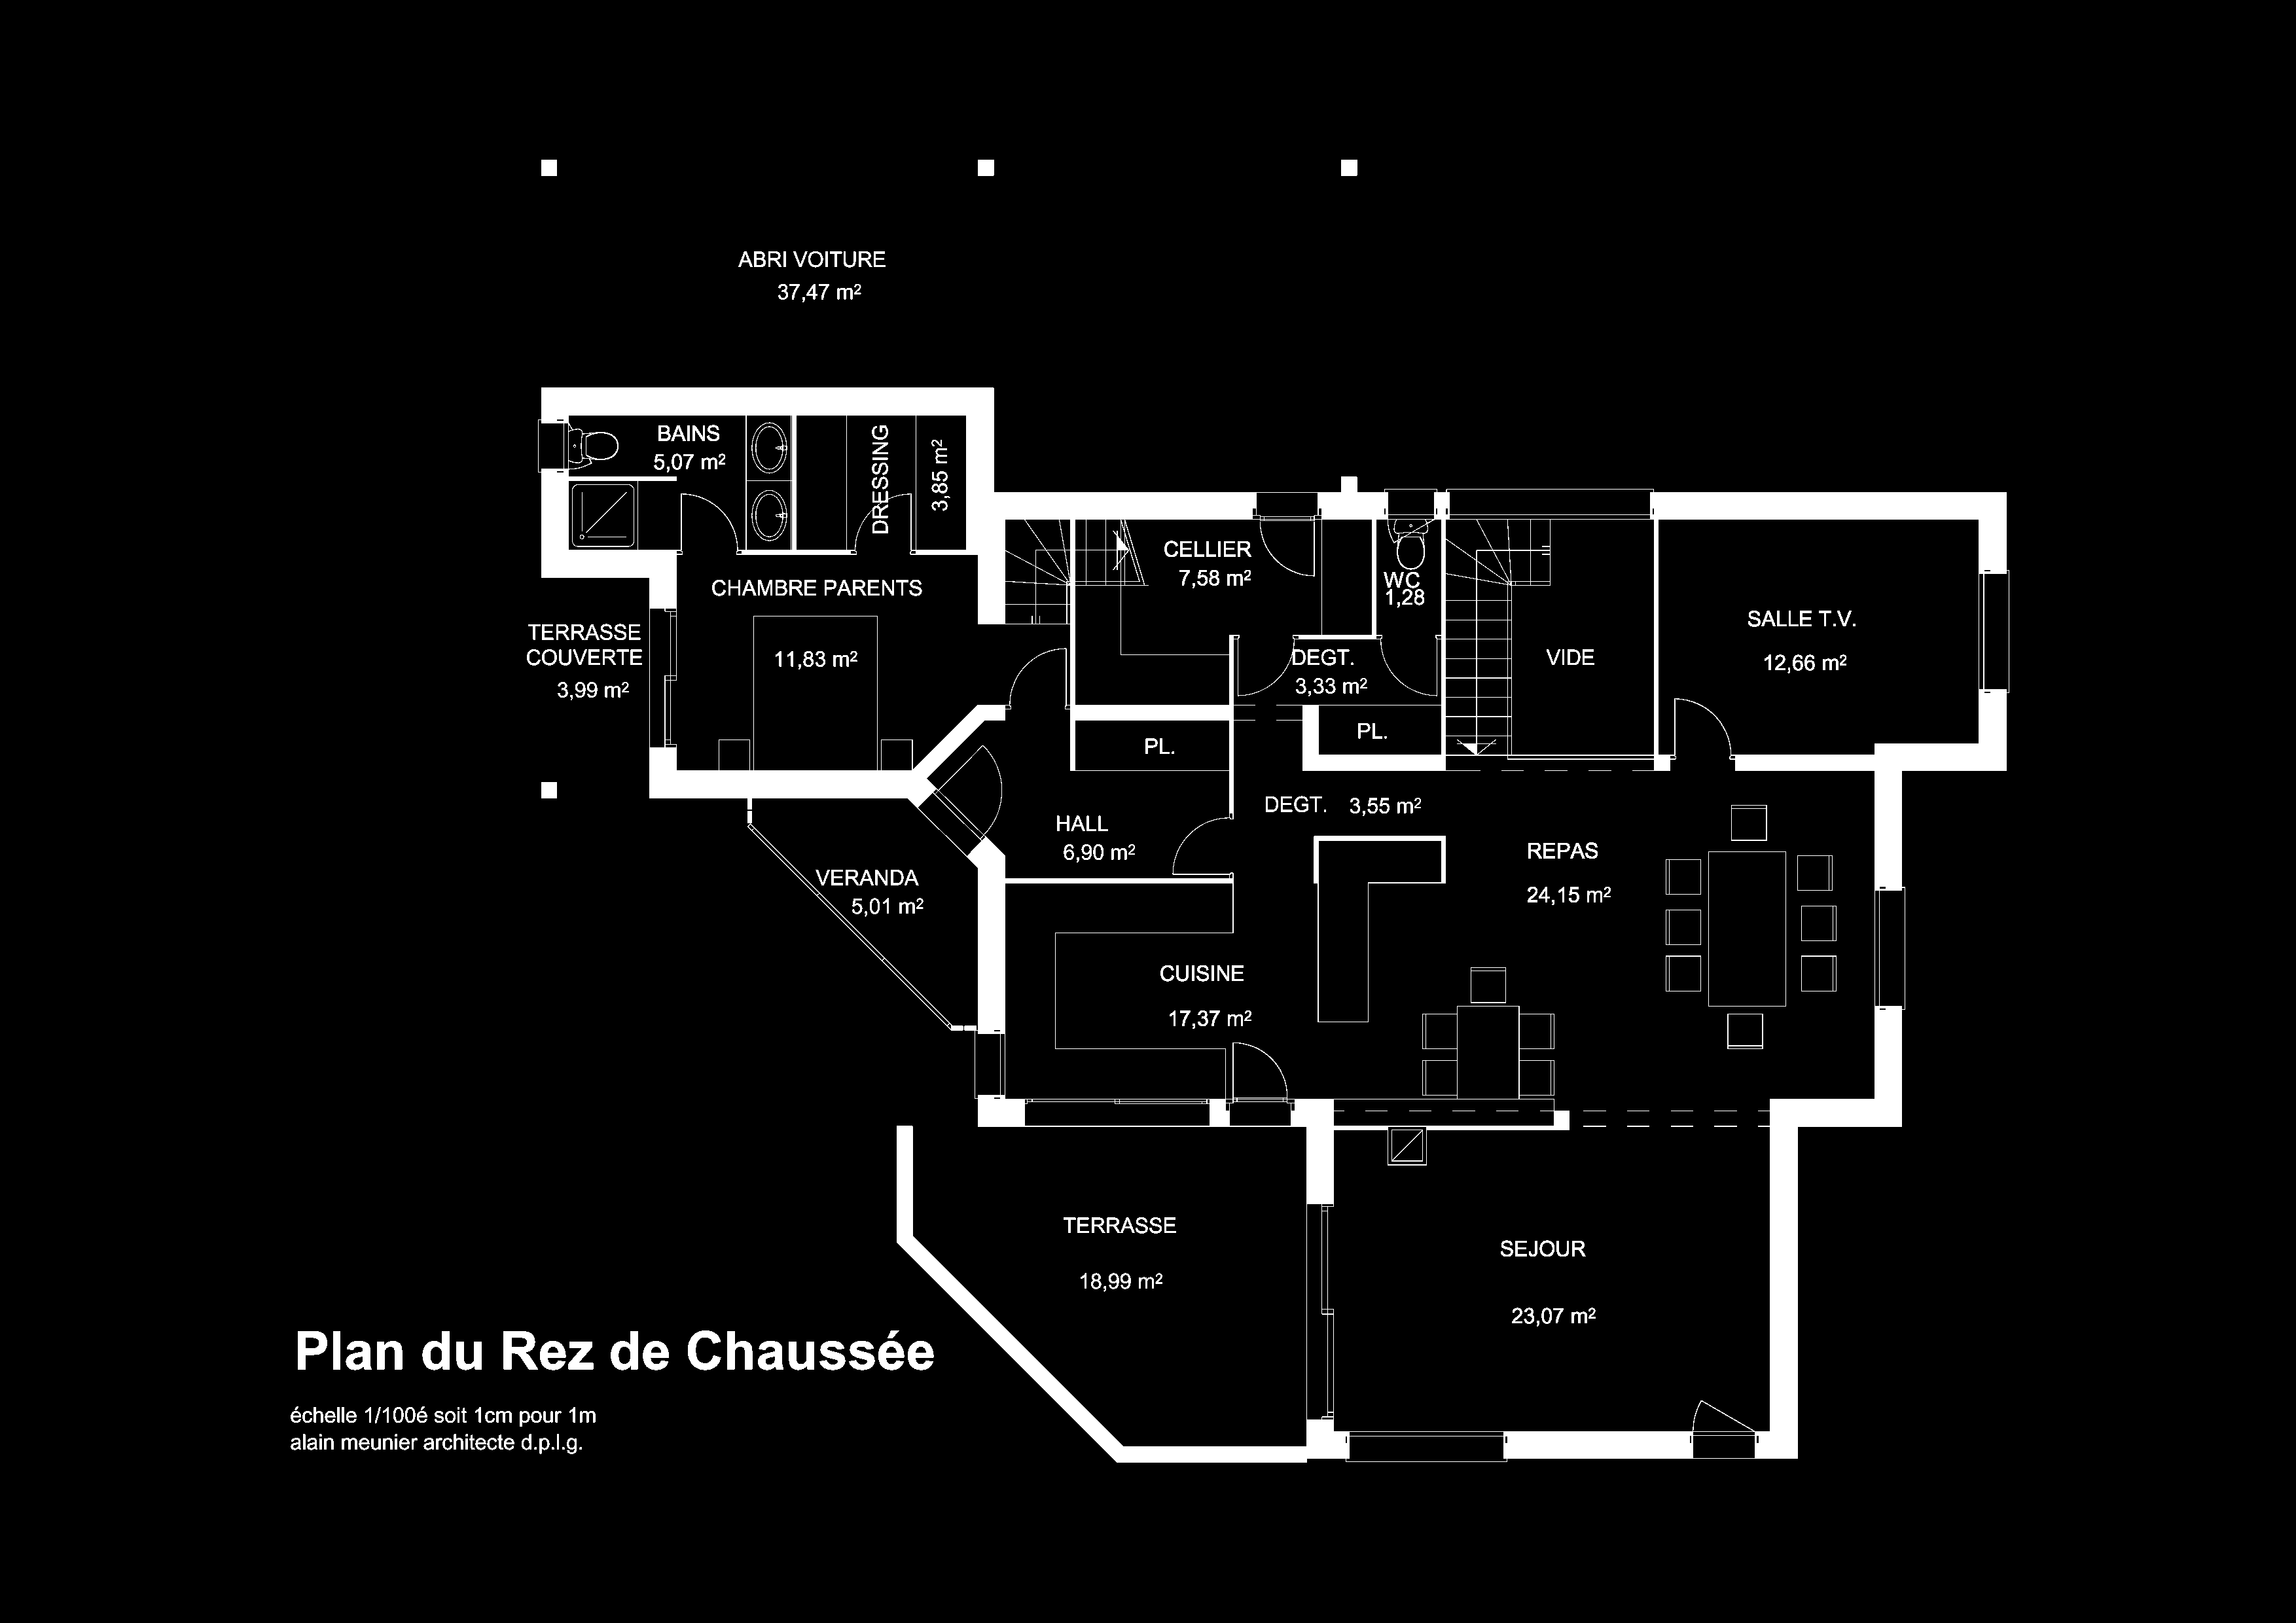 ABRI VOITURE
37,47 m²
BAINS
5,07 m²
DRESSING
3,85 m²
CHAMBRE PARENTS
11,83 m²
TERRASSE
COUVERTE
3,99 m²
CELLIER
7,58 m²
WC
1,28
DEGT.
3,33 m²
PL.
PL.
VIDE
SALLE T.V.
12,66 m²
HALL
6,90 m²
DEGT. 3,55 m²
VERANDA
5,01 m²
REPAS
24,15 m²
CUISINE
17,37 m²
TERRASSE
18,99 m²
SEJOUR
23,07 m²
Plan du Rez de Chaussée
échelle 1/100é soit 1cm pour 1m
alain meunier architecte d.p.l.g.